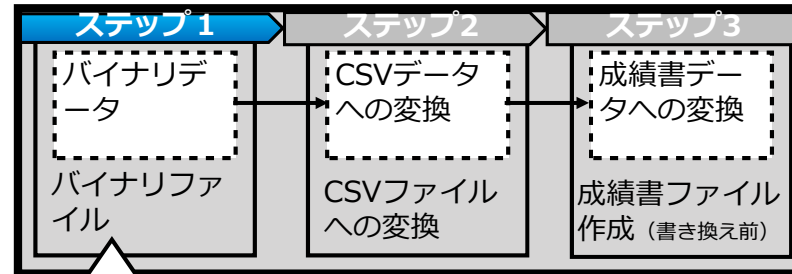 ステップ１
ステップ2
ステップ3
バイナリデ
ータ
CSVデータ
への変換
成績書デー
タへの変換
バイナリファ
イル
CSVファイル
への変換
成績書ファイル
作成（書き換え前）